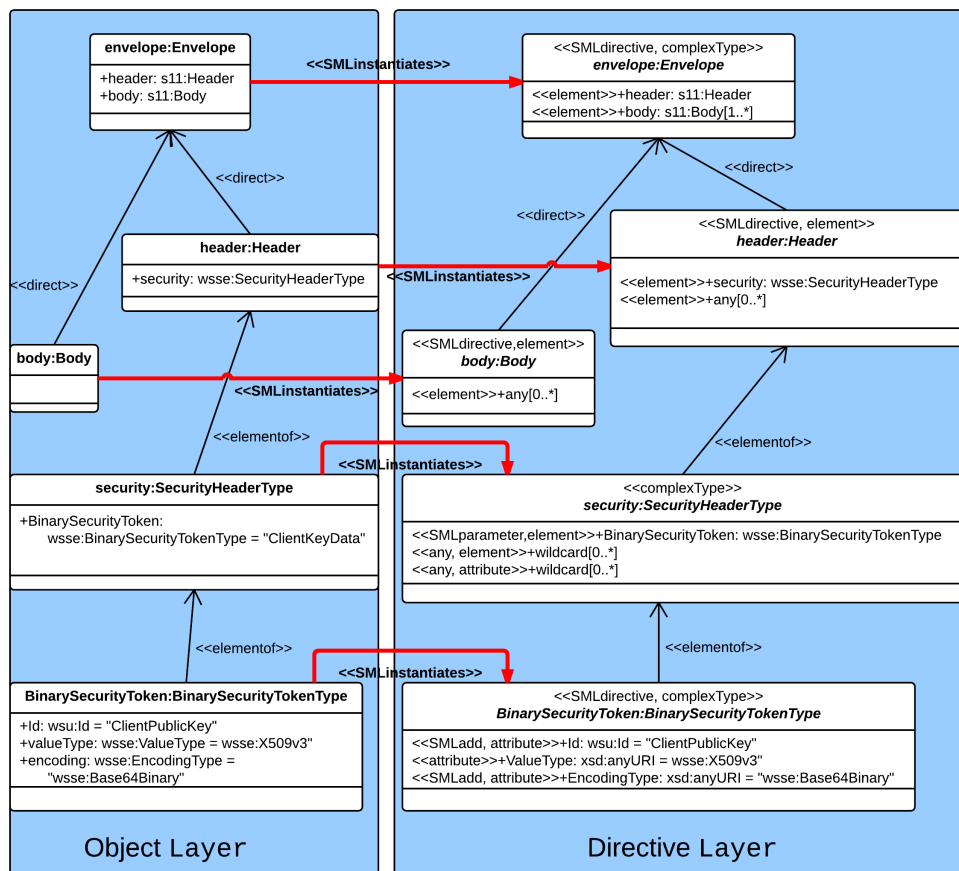 envelope:Envelope
+header: s11:Header
+body: s11:Body
<<SMLinstantiates>>
<<SMLdirective, complexType>>
envelope:Envelope
<<element>>+header: s11:Header
<<element>>+body: s11:Body[1..*]
<<direct>>
<<direct>>
<<direct>>
<<direct>>
header:Header
+security: wsse:SecurityHeaderType
<<SMLinstantiates>>
<<SMLdirective, element>>
header:Header
<<element>>+security: wsse:SecurityHeaderType
<<element>>+any[0..*]
body:Body
<<SMLinstantiates>>
<<SMLdirective,element>>
body:Body
<<element>>+any[0..*]
<<elementof>>
<<elementof>>
security:SecurityHeaderType
+BinarySecurityToken:
wsse:BinarySecurityTokenType = "ClientKeyData"
<<SMLinstantiates>>
<<complexType>>
security:SecurityHeaderType
<<SMLparameter,element>>+BinarySecurityToken: wsse:BinarySecurityTokenType
<<any, element>>+wildcard[0..*]
<<any, attribute>>+wildcard[0..*]
<<elementof>>
<<elementof>>
BinarySecurityToken:BinarySecurityTokenType
+Id: wsu:Id = "ClientPublicKey"
+valueType: wsse:ValueType = wsse:X509v3"
+encoding: wsse:EncodingType =
"wsse:Base64Binary"
<<SMLinstantiates>>
<<SMLdirective, complexType>>
BinarySecurityToken:BinarySecurityTokenType
<<SMLadd, attribute>>+Id: wsu:Id = "ClientPublicKey"
<<attribute>>+ValueType: xsd:anyURI = wsse:X509v3"
<<SMLadd, attribute>>+EncodingType: xsd:anyURI = "wsse:Base64Binary"
Object Layer
Directive Layer